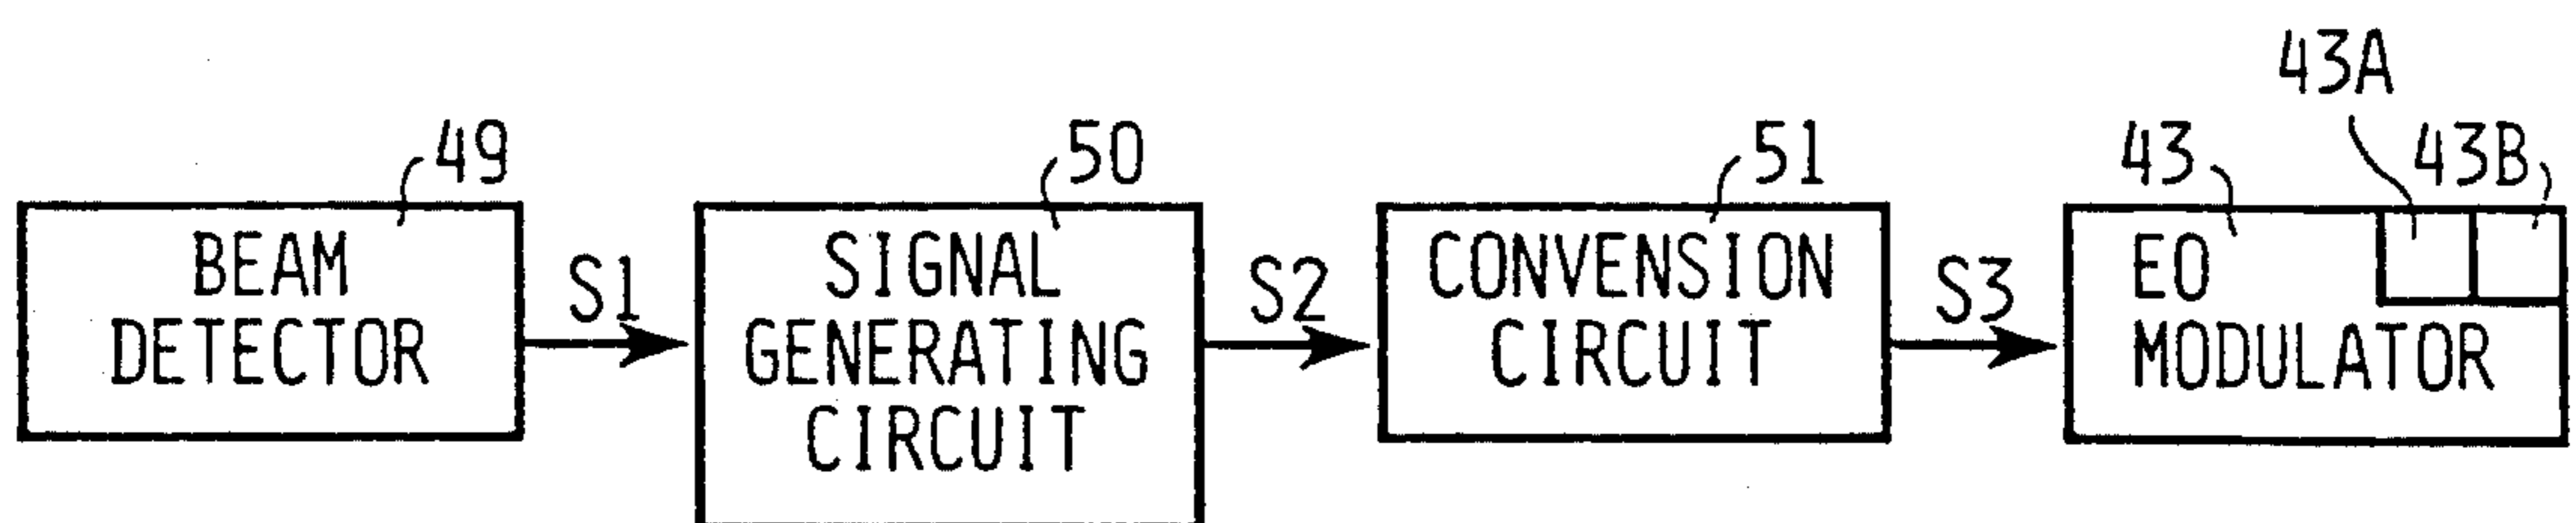 43A
49
50
51
43
43B
BEAM
DETECTOR
S1
SIGNAL
GENERATING
CIRCUIT
S2
CONVENSION
CIRCUIT
S3
EO
MODULATOR